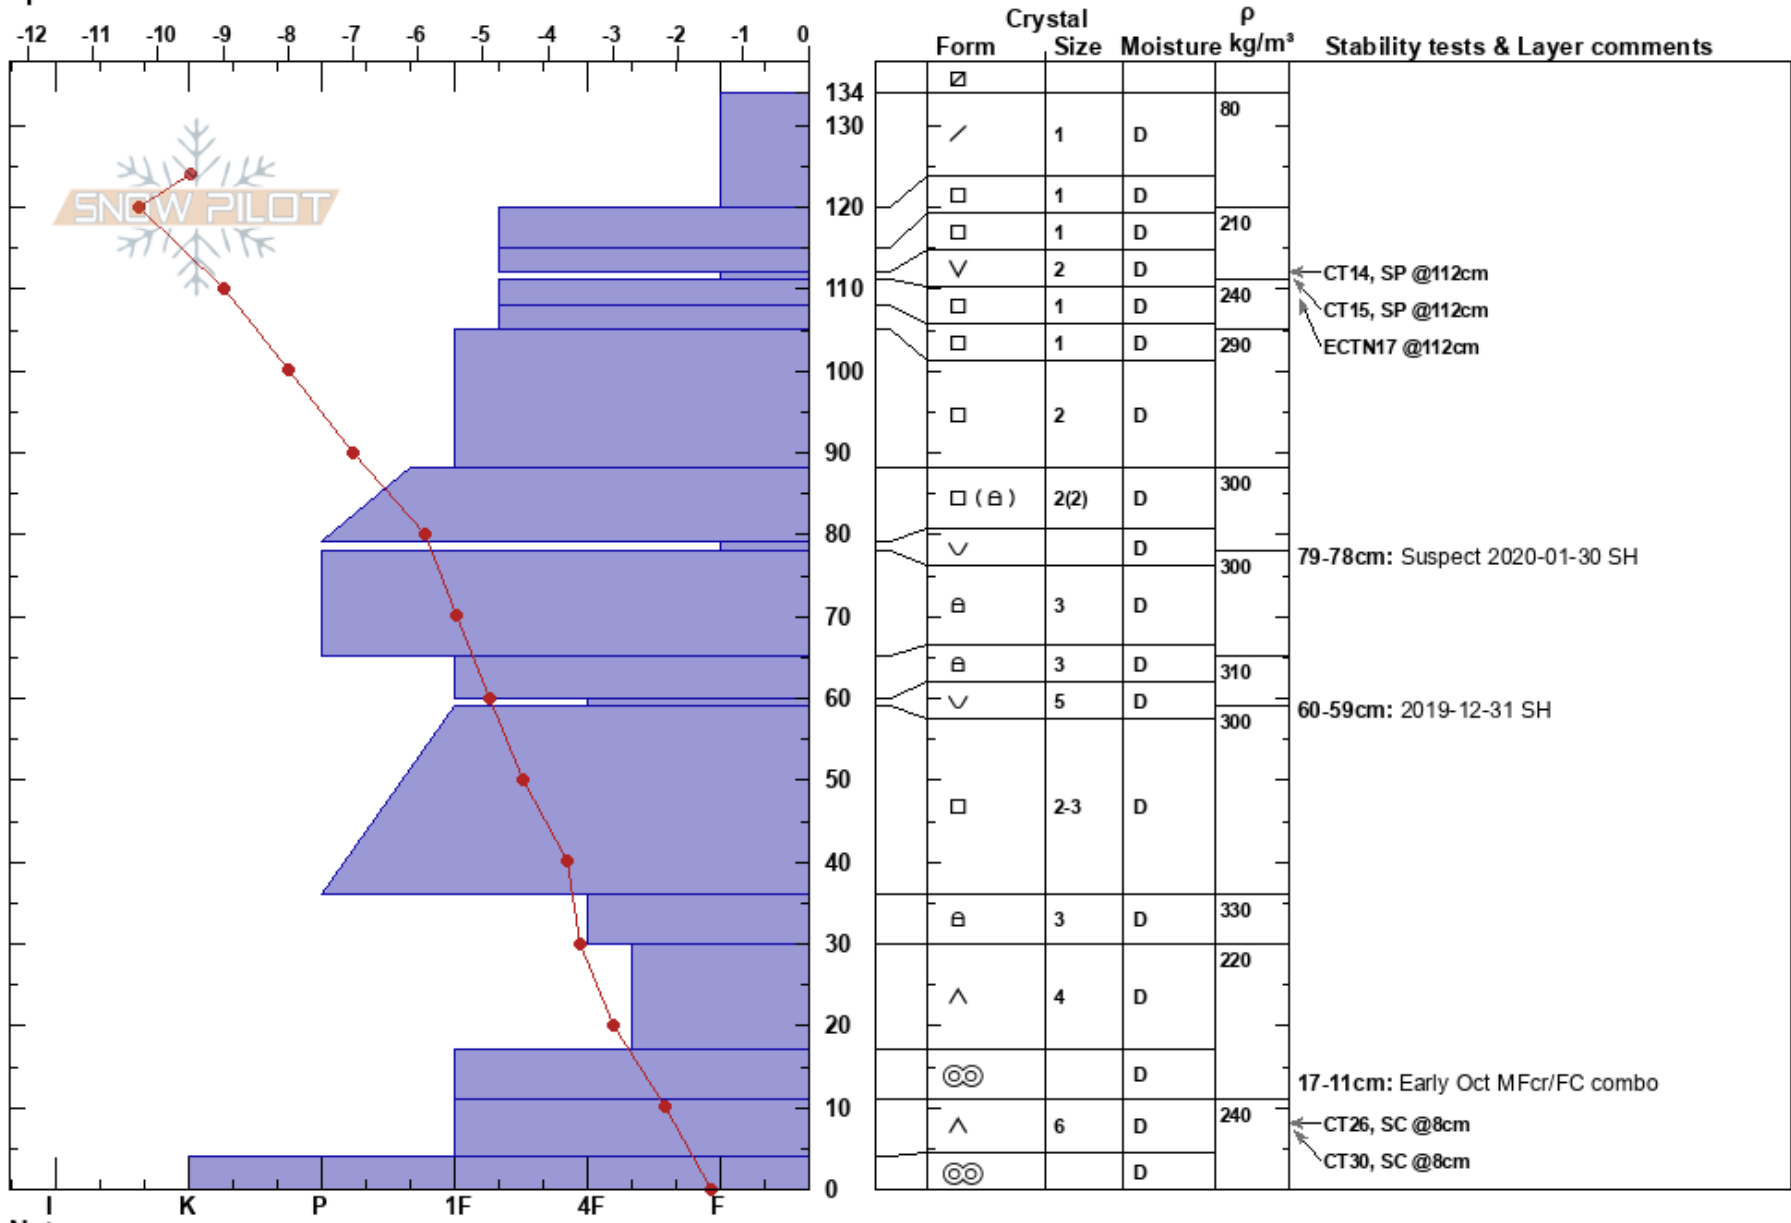 Crystal ρ
-12 -11 -10 -9 -8 -7 -6 -5 -4 -3 -2 -1 0 Form Size Moisture kg/m³ Stability tests & Layer comments
134 80
130 / 1 D
SNOW PILOT
1 D
120 210
1 D
V 2 D CT14, SP @112cm
110 240
1 D CT15, SP @112cm
1 D 290 ECTN17 @112cm
100
2 D
90
300
2(2) D
80
D 79-78cm: Suspect 2020-01-30 SH
300
3 D
70
3 D 310
60 5 D 60-59cm: 2019-12-31 SH
300
50
2-3 D
40
330
3 D
30
220
4 D
20
D 17-11cm: Early Oct MFcr/FC combo
10 240
6 D CT26, SC @8cm
CT30, SC @8cm
D
0
I K P 1F 4F F